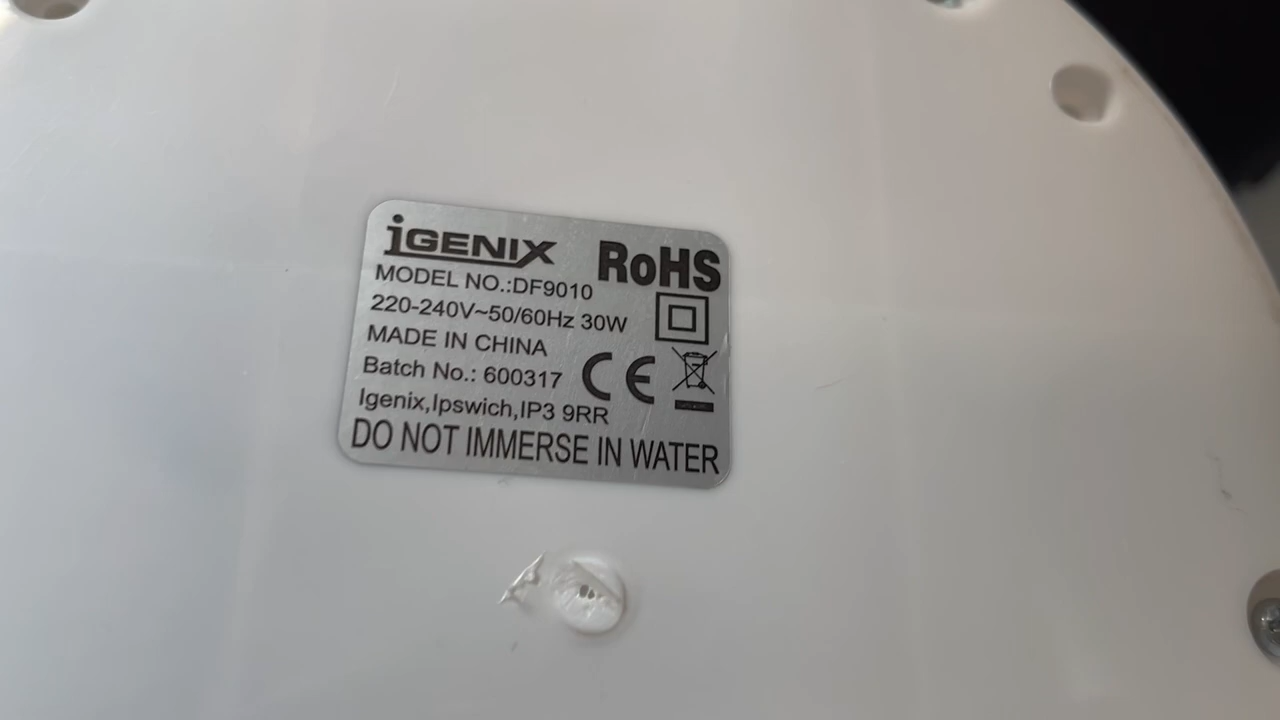 iGENIX
RoHS
MODEL NO.:DF9010
220-240V~50/60Hz 30W
MADE IN CHINA
Batch No.: 600317
CE
Igenix,Ipswich,IP3 9RR
DO NOT IMMERSE IN WATER